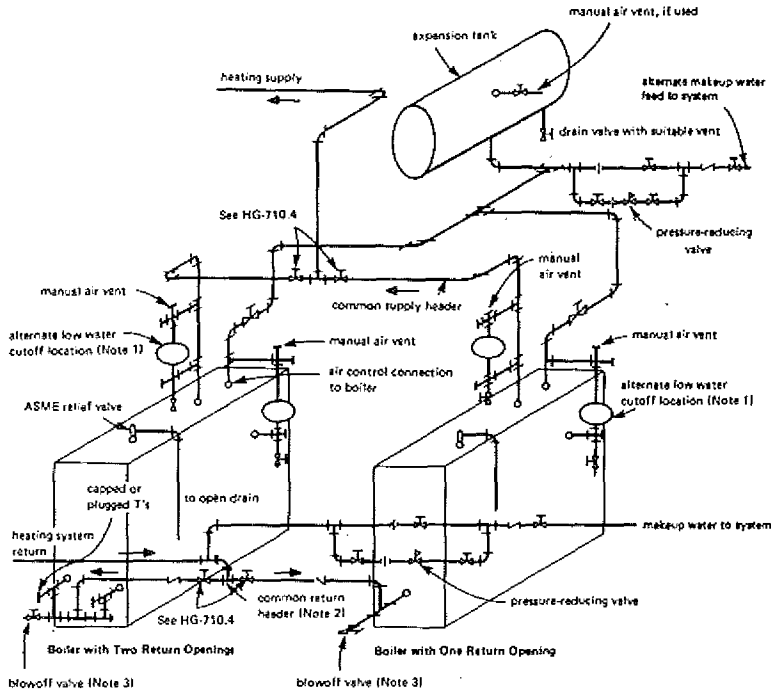 manual air vent, if used
expansion tank
heating supply
alternate makeup water
feed to system
drain valve with suitable vent
See HG-710.4
pressure-reducing
valve
manual
air vent
manual air vent
common supply header
manual air vent
manual air vent
alternate low water
cutoff location (Note 1)
air control connection
to boiler
alternate low water
cutoff location (Note 1)
ASME relief valve
capped or
plugged T's
to open drain
heating system
return
makeup water to system
See HG-710.4
common return
header (Note 2)
pressure-reducing valve
Boiler with Two Return Openings
Boiler with One Return Opening
blowoff valve (Note 3)
blowoff valve (Note 3)